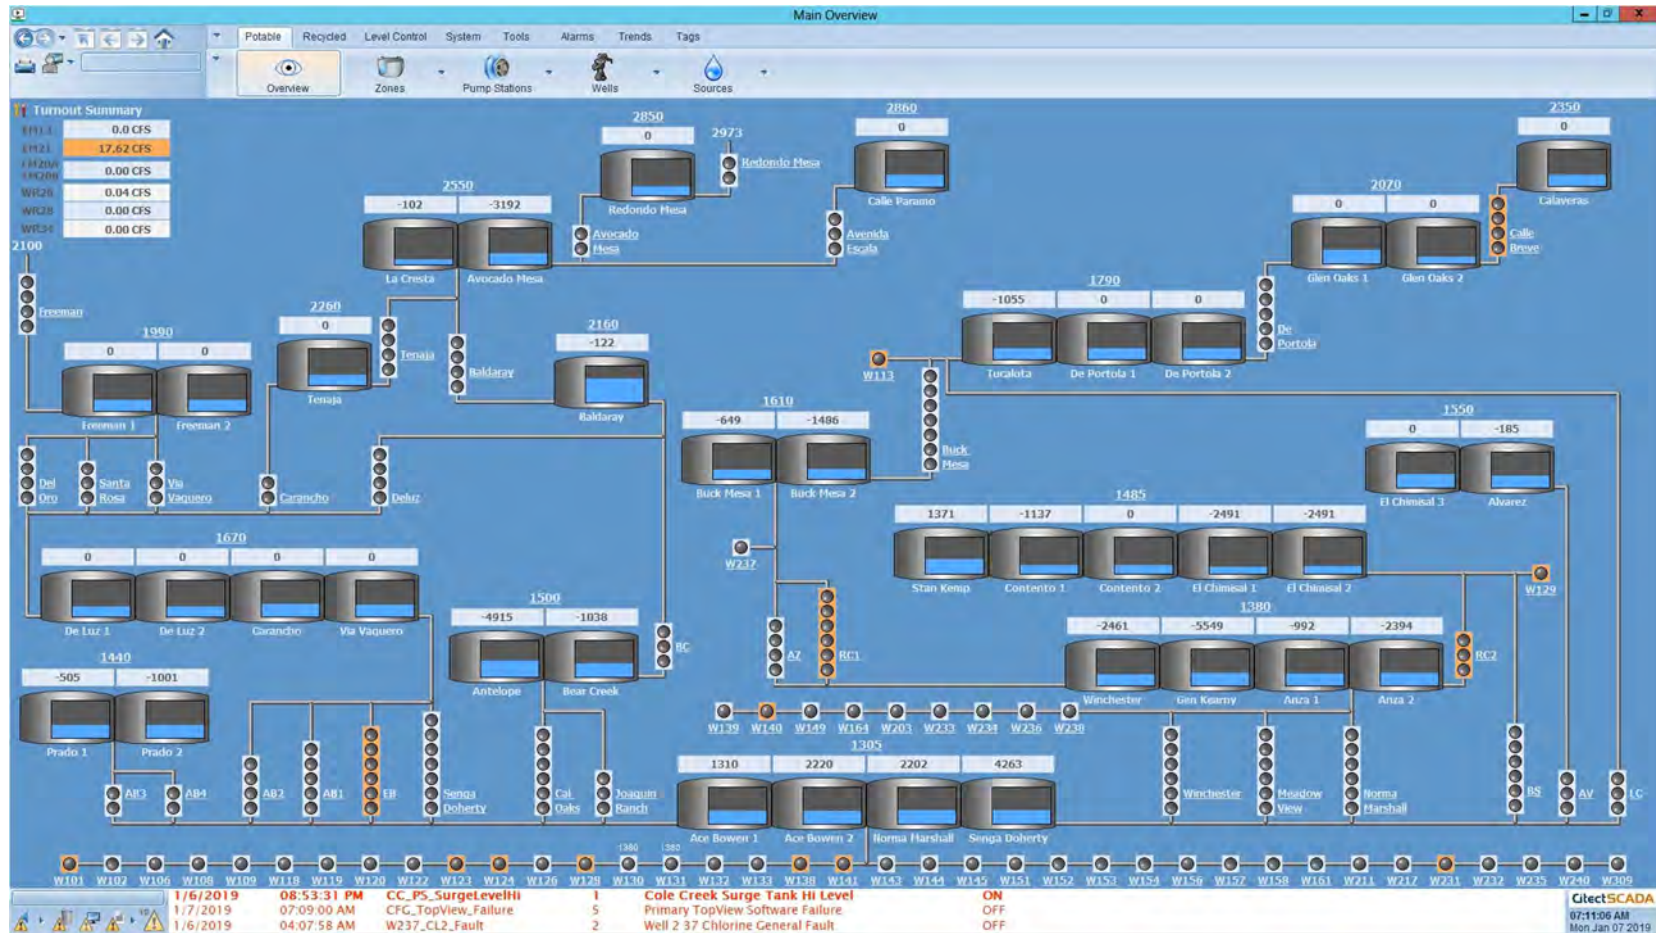 Main Overview
Potable Recycled Level Control System Tools Alarms Trends Tags
Overview Zones Pump Stations Wells Sources
Turnout Summary
EM13 0.0 CFS
EM21 17.62 CFS
EM20A
EM20B 0.00 CFS
WR26 0.04 CFS
WR28 0.00 CFS
WR34 0.00 CFS
2100
Freeman
1990
0 0
Freeman 1 Freeman 2
Del Oro
Santa Rosa
Via Vaquero
Carancho
Deluz
2260
0
Tenaja
Tenaja
2550
-102 -3192
La Cresta Avocado Mesa
Baldaray
2160
-122
Baldaray
2850
0
Redondo Mesa
2973
Redondo Mesa
Avocado Mesa
2860
0
Calle Paramo
Avenida Escala
2350
0
Calaveras
Calle Breve
2070
0 0
Glen Oaks 1 Glen Oaks 2
De Portola
1790
-1055 0 0
Tucalota De Portola 1 De Portola 2
W113
Buck Mesa
1610
-649 -1486
Buck Mesa 1 Buck Mesa 2
W237
AZ
RC1
1550
0 -185
El Chimisal 3 Alvarez
1485
1371 -1137 0 -2491 -2491
Stan Kemp Contento 1 Contento 2 El Chimisal 1 El Chimisal 2
W129
1380
-2461 -5549 -992 -2394
Winchester Gen Kearny Anza 1 Anza 2
RC2
1670
0 0 0 0
De Luz 1 De Luz 2 Carancho Via Vaquero
1500
-4915 -1038
Antelope Bear Creek
BC
1440
-505 -1001
Prado 1 Prado 2
AB3 AB4 AB2 AB1 EB
Senga Doherty
Cal Oaks
Joaquin Ranch
W139 W140 W149 W164 W203 W233 W234 W236 W238
1305
1310 2220 2202 4263
Ace Bowen 1 Ace Bowen 2 Norma Marshall Senga Doherty
Winchester
Meadow View
Norma Marshall
BS AV LC
1380 1380
W101 W102 W106 W108 W109 W118 W119 W120 W122 W123 W124 W126 W129 W130 W131 W132 W133 W138 W141 W143 W144 W145 W151 W152 W153 W154 W156 W157 W158 W161 W211 W217 W231 W232 W235 W240 W309
1/6/2019 08:53:31 PM CC_PS_SurgeLevelHi 1 Cole Creek Surge Tank Hi Level ON
1/7/2019 07:09:00 AM CFG_TopView_Failure 5 Primary TopView Software Failure OFF
1/6/2019 04:07:58 AM W237_CL2_Fault 2 Well 2 37 Chlorine General Fault OFF
CitectSCADA
07:11:06 AM
Mon Jan 07 2019